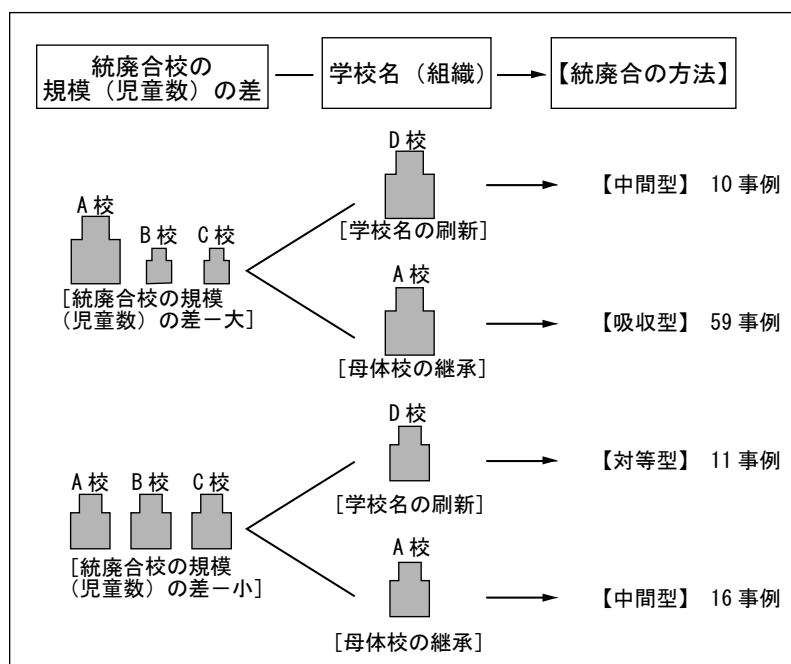 統廃合校の
規模（児童数）の差
学校名（組織）
【統廃合の方法】
A校
B校
C校
[統廃合校の規模
（児童数）の差－大]
D校
[学校名の刷新]
【中間型】 10事例
A校
[母体校の継承]
【吸収型】 59事例
A校
B校
C校
[統廃合校の規模
（児童数）の差－小]
D校
[学校名の刷新]
【対等型】 11事例
A校
[母体校の継承]
【中間型】 16事例